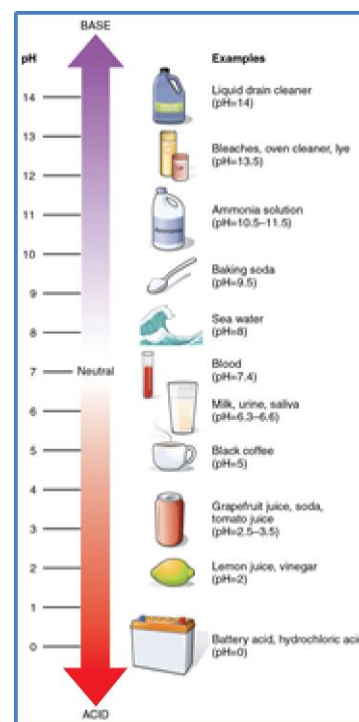 BASE
pH
Examples
14
Liquid drain cleaner
(pH=14)
13
Bleaches, oven cleaner, lye
(pH=13.5)
12
11
Ammonia solution
(pH=10.5–11.5)
10
Baking soda
(pH=9.5)
9
Sea water
(pH=8)
8
7
Neutral
Blood
(pH=7.4)
6
Milk, urine, saliva
(pH=6.3–6.6)
5
Black coffee
(pH=5)
4
3
Grapefruit juice, soda,
tomato juice
(pH=2.5–3.5)
2
Lemon juice, vinegar
(pH=2)
1
0
Battery acid, hydrochloric acid
(pH=0)
ACID